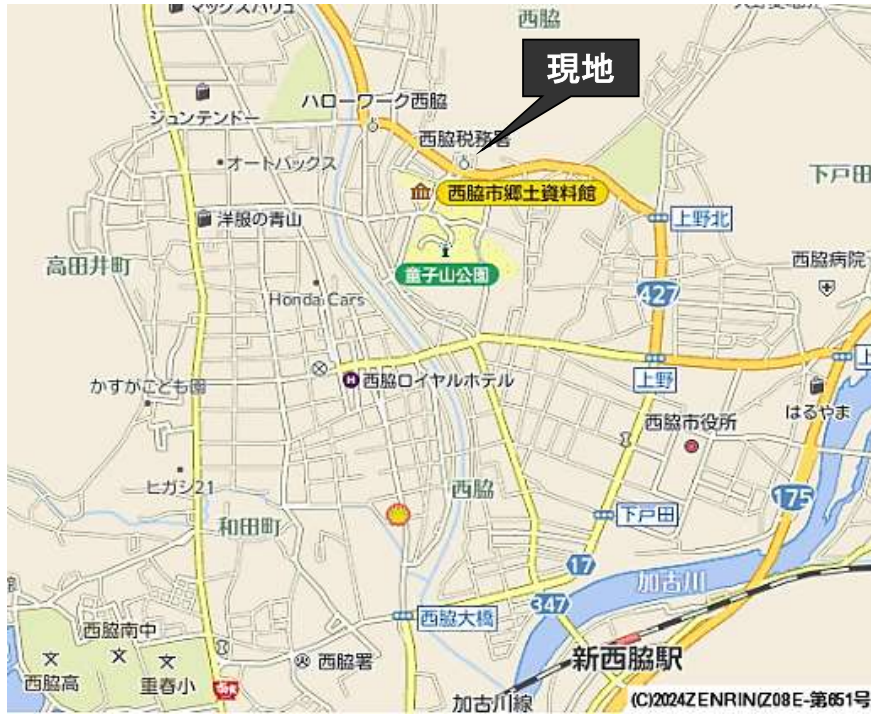 マックスバリュ
西脇
現地
ハローワーク西脇
ジュンテンドー
西脇税務署
オートバックス
下戸田
西脇市郷土資料館
洋服の青山
上野北
高田井町
西脇病院
童子山公園
Honda Cars
427
上野
西脇ロイヤルホテル
かすがこども園
はるやま
西脇市役所
ヒガシ21
西脇
175
和田町
下戸田
17
加古川
347
西脇大橋
西脇南中
新西脇駅
西脇署
西脇高
重春小
加古川線
(C)2024ZENRIN(Z08E-第651号